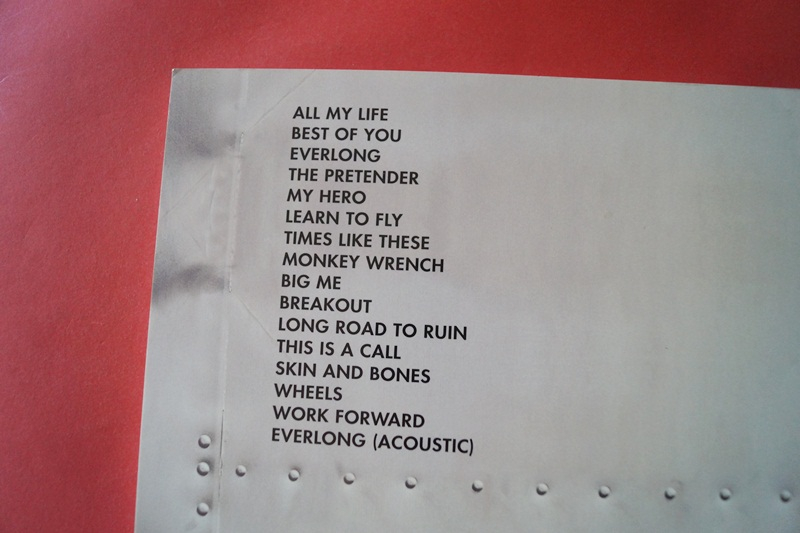 ALL MY LIFE
BEST OF YOU
EVERLONG
THE PRETENDER
MY HERO
LEARN TO FLY
TIMES LIKE THESE
MONKEY WRENCH
BIG ME
BREAKOUT
LONG ROAD TO RUIN
THIS IS A CALL
SKIN AND BONES
WHEELS
WORK FORWARD
EVERLONG (ACOUSTIC)